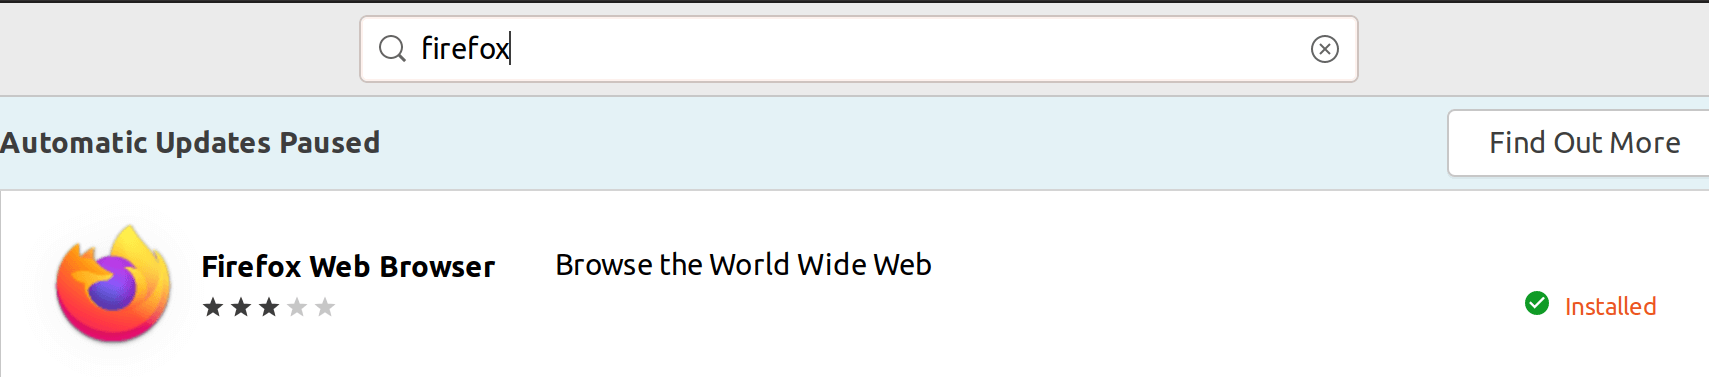 firefox
Automatic Updates Paused
Find Out More
Firefox Web Browser
Browse the World Wide Web
Installed